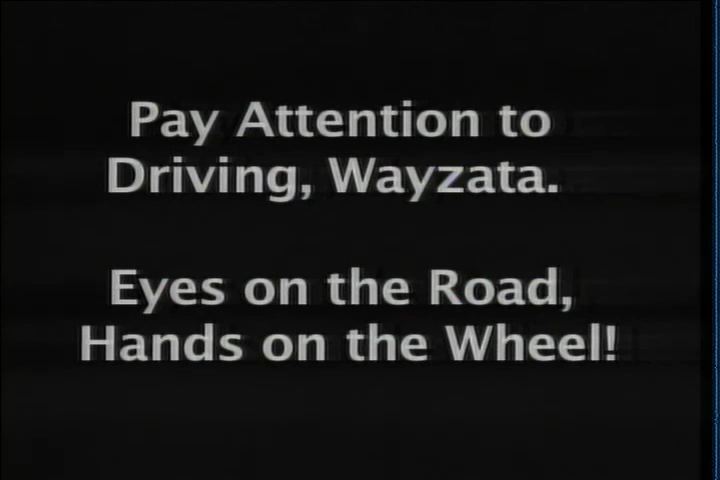 Pay Attention to
Driving, Wayzata.
Eyes on the Road,
Hands on the Wheel!